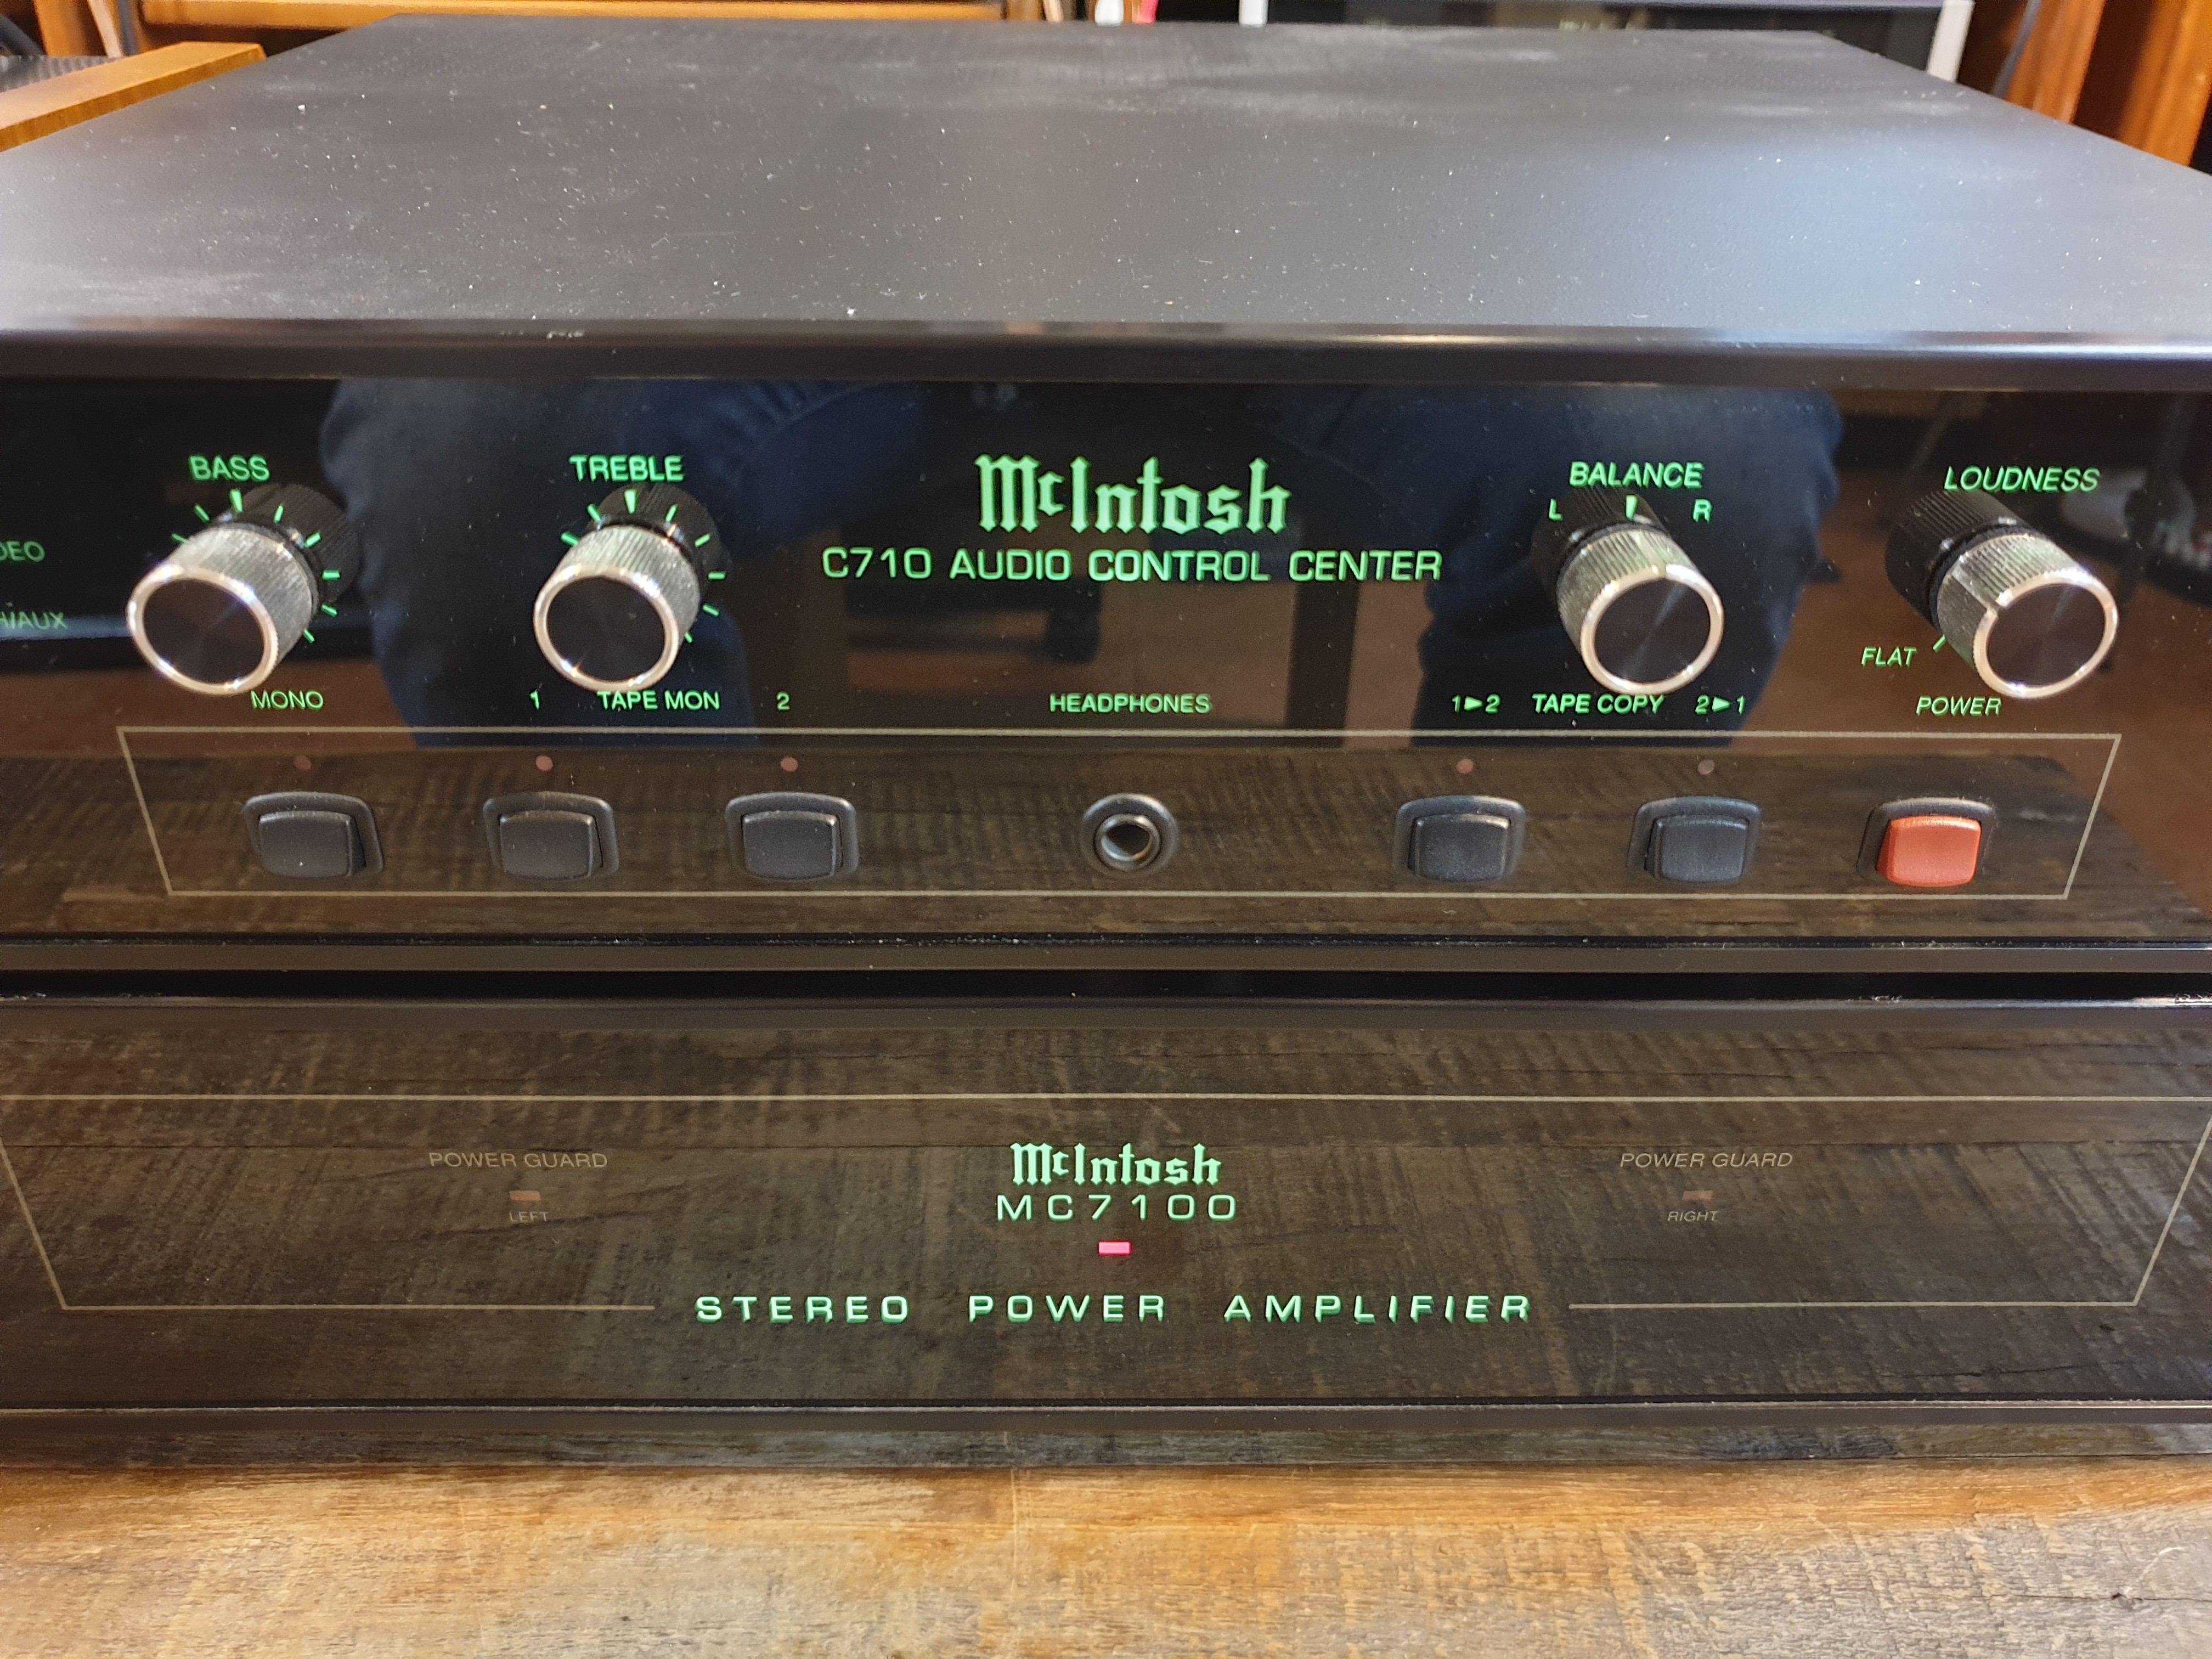 BASS
TREBLE
McIntosh
C710 AUDIO CONTROL CENTER
BALANCE
L R
LOUDNESS
FLAT
MONO
1 TAPE MON 2
HEADPHONES
1►2 TAPE COPY 2►1
POWER
POWER GUARD
LEFT
McIntosh
MC7100
POWER GUARD
RIGHT
STEREO POWER AMPLIFIER